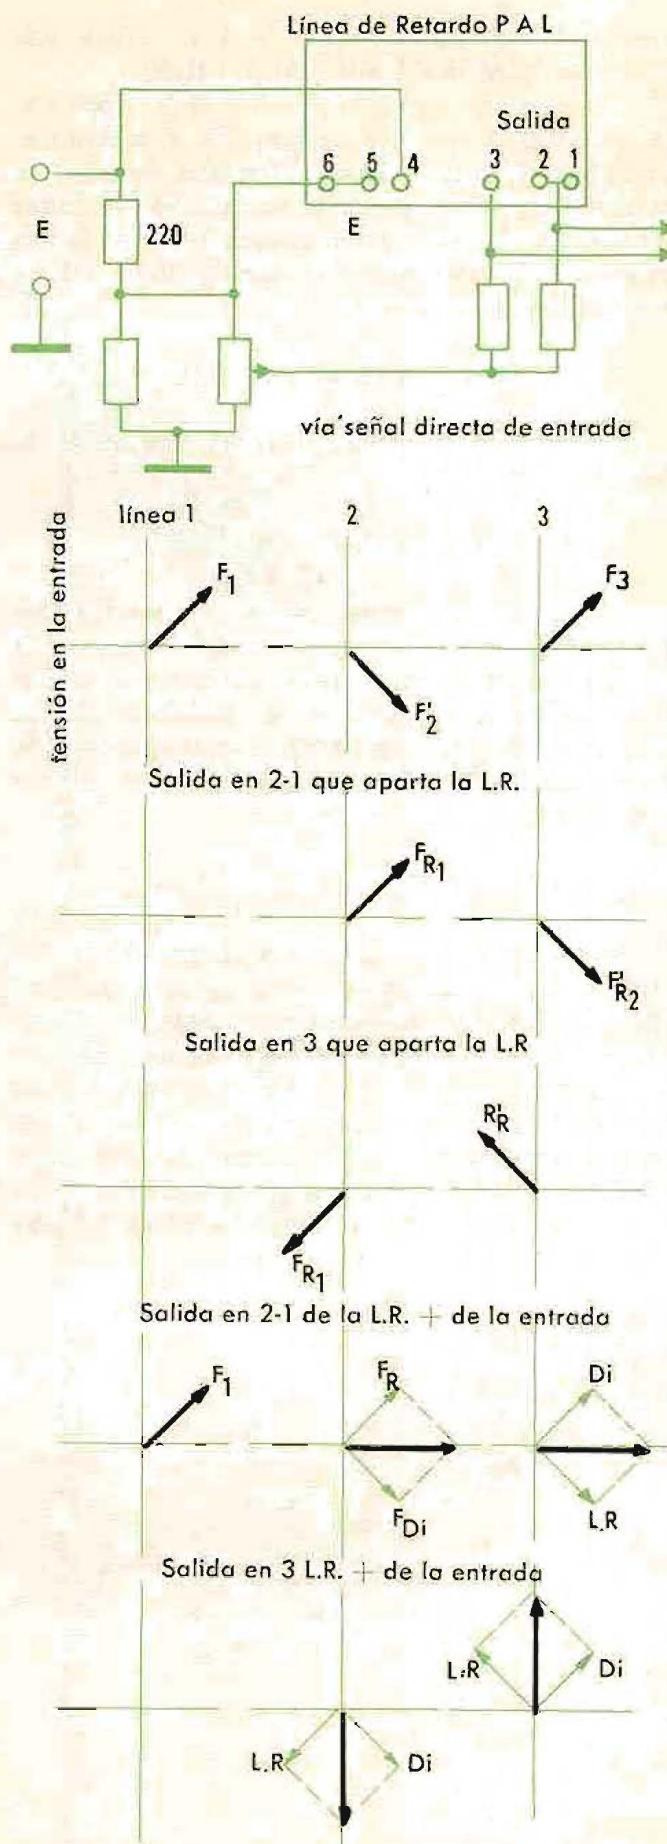 Línea de Retardo P A L
Salida
6 5 4 3 2 1
E 220 E
vía señal directa de entrada
tensión en la entrada
línea 1 2 3
F1 F'2 F3
Salida en 2-1 que aparta la L.R.
FR1 F'R2
Salida en 3 que aparta la L.R
FR1 R'R
Salida en 2-1 de la L.R. + de la entrada
F1 FR Di
FDi L.R
Salida en 3 L.R. + de la entrada
L.R Di
L.R Di